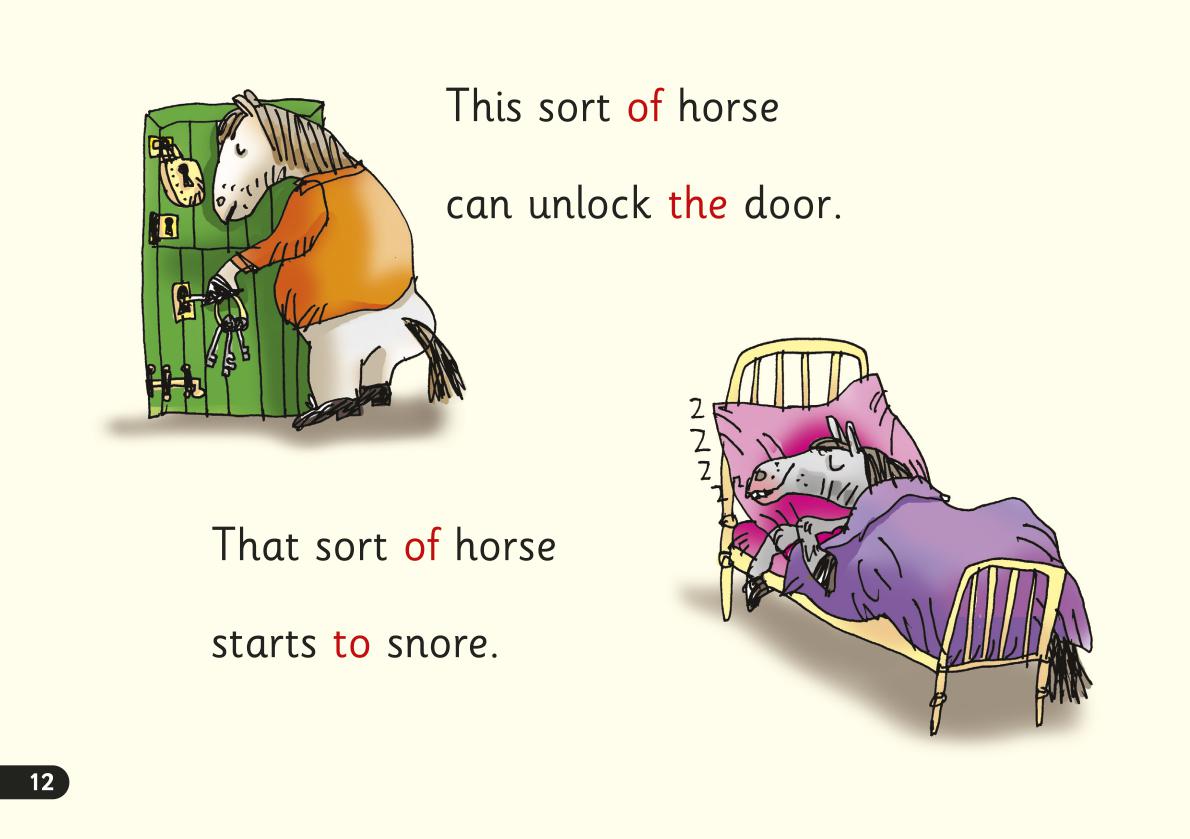 This sort of horse
can unlock the door.
z
z
z
z
z
That sort of horse
starts to snore.
12